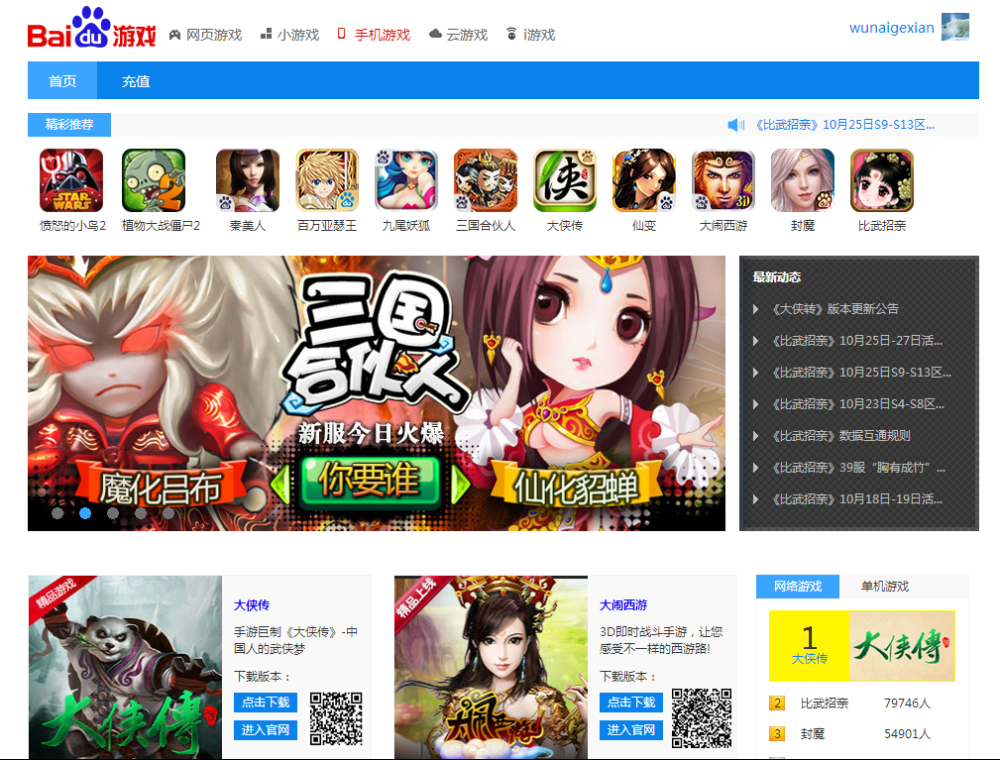 Baidu游戏
网页游戏 小游戏 手机游戏 云游戏 i游戏
wunaigexian
首页 充值
精彩推荐
《比武招亲》10月25日S9-S13区...
STAR WARS
3D
愤怒的小鸟2 植物大战僵尸2 秦美人 百万亚瑟王 九尾妖狐 三国合伙人 大侠传 仙变 大闹西游 封魔 比武招亲
侠
三国
合伙人
新服今日火爆
魔化吕布
你要谁
仙化貂蝉
最新动态
《大侠转》版本更新公告
《比武招亲》10月25日-27日活...
《比武招亲》10月25日S9-S13区...
《比武招亲》10月23日S4-S8区...
《比武招亲》数据互通规则
《比武招亲》39服“胸有成竹”...
《比武招亲》10月18日-19日活...
精品游戏
大侠傳
大侠传
手游巨制《大侠传》-中
国人的武侠梦
下载版本：
点击下载
进入官网
精品上线
大闹西游
3D即时战斗手游，让您
感受不一样的西游路!
下载版本：
点击下载
进入官网
网络游戏 单机游戏
1
大侠传
大侠傳
2 比武招亲 79746人
3 封魔 54901人